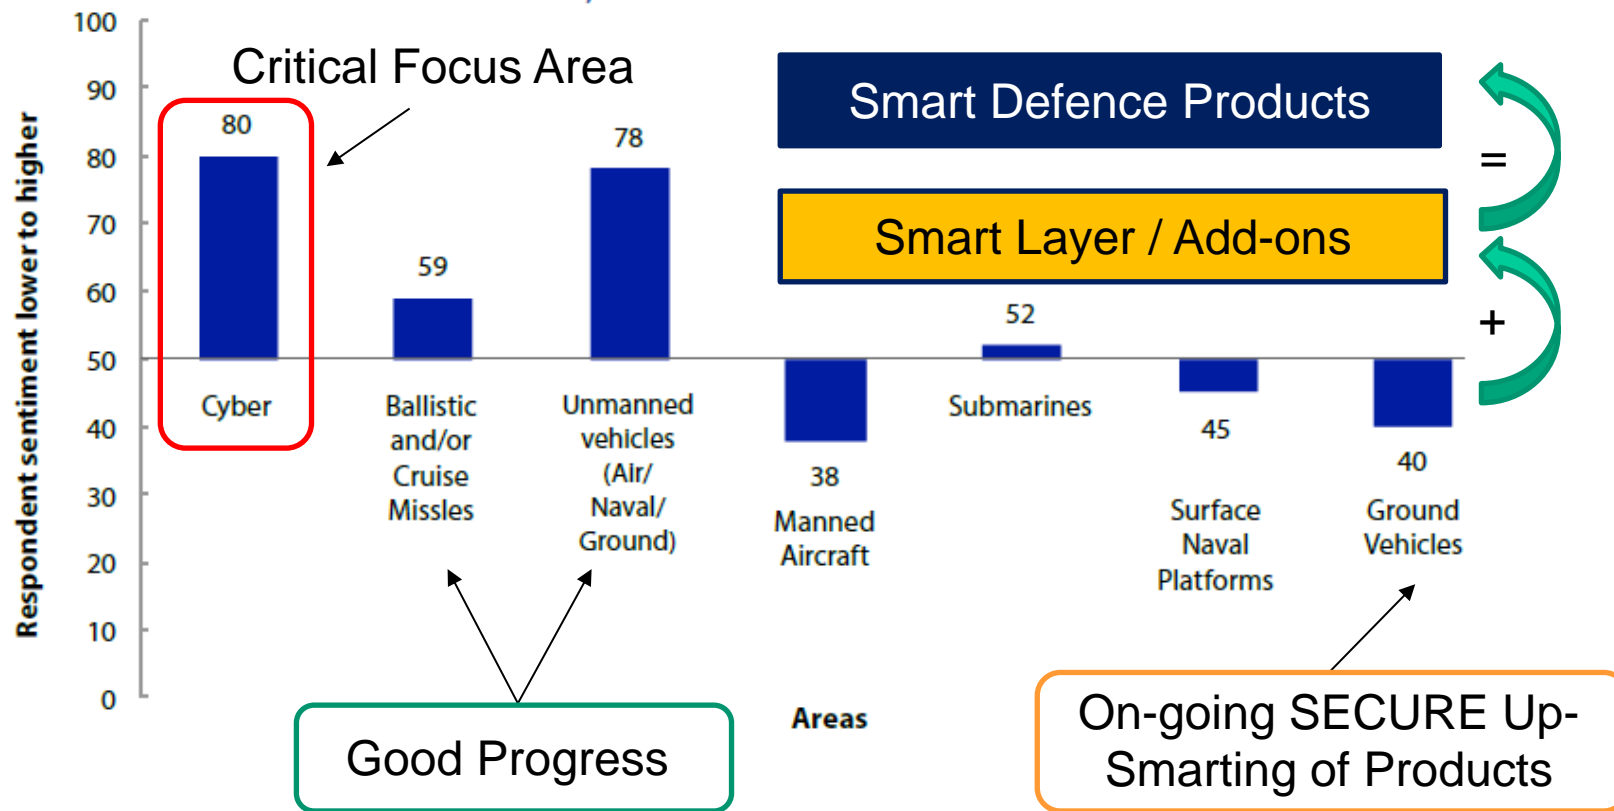 100
90
80
70
60
50
40
30
20
10
0
Respondent sentiment lower to higher
Critical Focus Area
80
59
78
38
52
45
40
Cyber
Ballistic
and/or
Cruise
Missles
Unmanned
vehicles
(Air/
Naval/
Ground)
Manned
Aircraft
Submarines
Surface
Naval
Platforms
Ground
Vehicles
Areas
Smart Defence Products
=
Smart Layer / Add-ons
+
Good Progress
On-going SECURE Up-
Smarting of Products